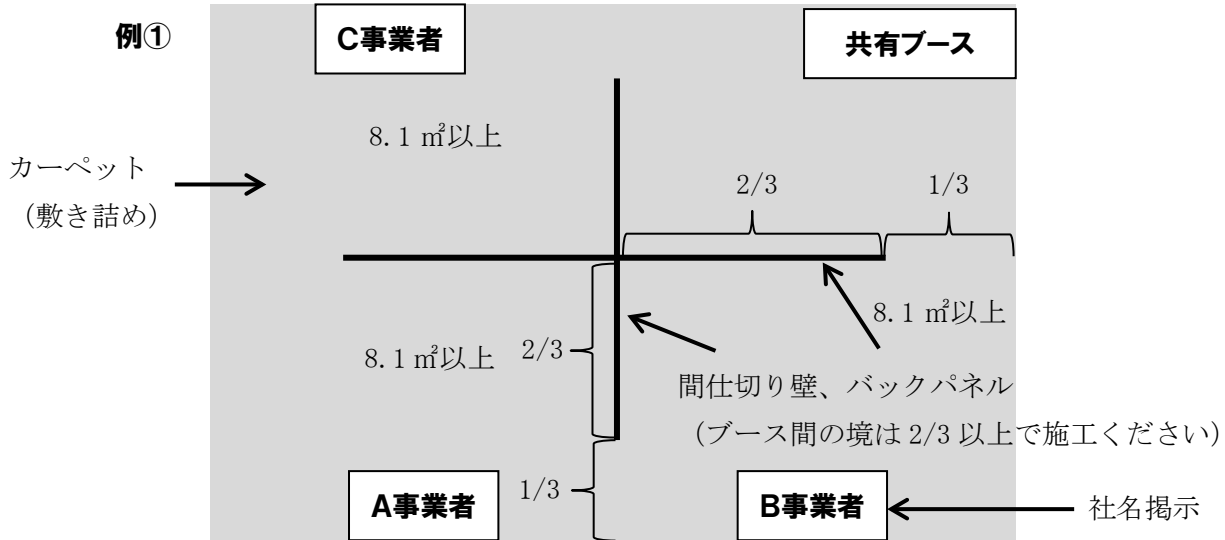 例①
C事業者
共有ブース
8.1 ㎡以上
カーペット
（敷き詰め）
2/3
1/3
8.1 ㎡以上
8.1 ㎡以上
2/3
間仕切り壁、バックパネル
（ブース間の境は 2/3 以上で施工ください）
1/3
A事業者
B事業者
社名掲示